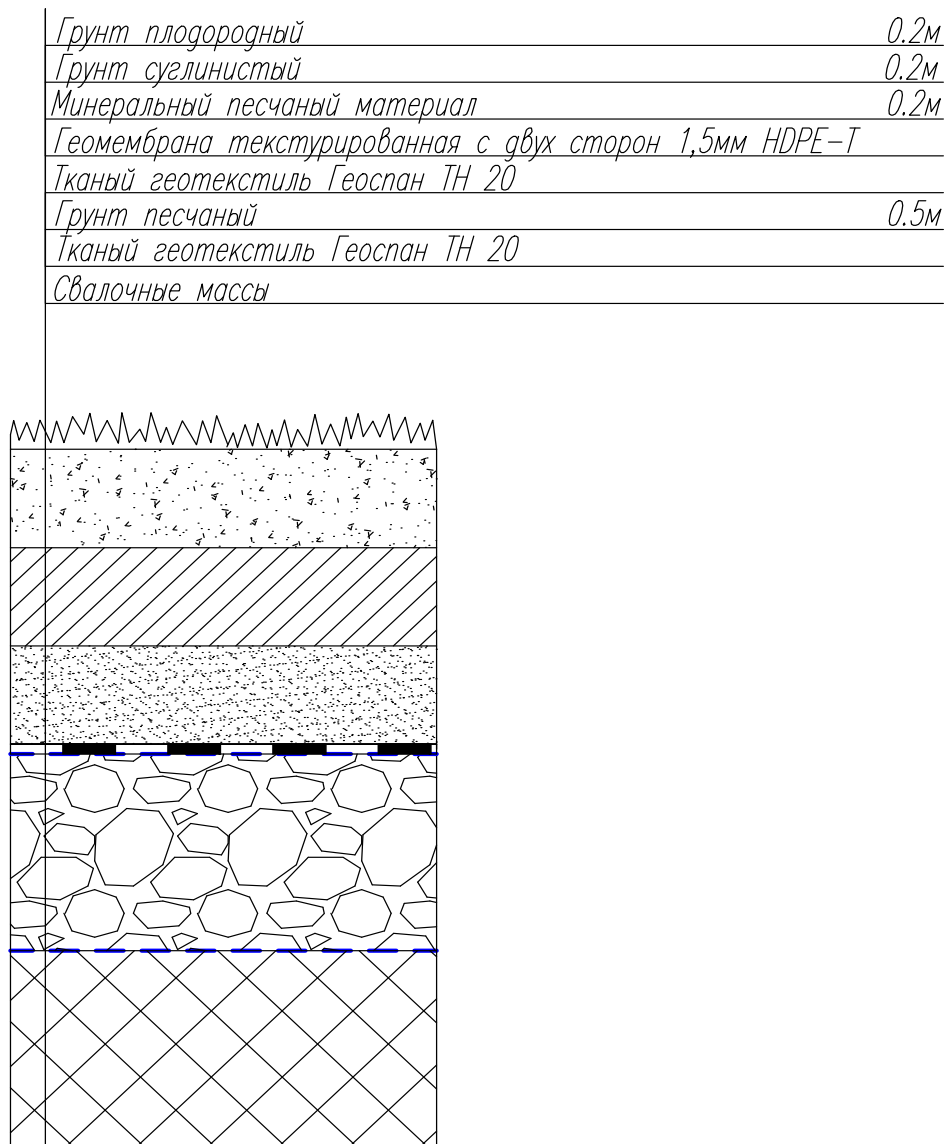 Грунт плодородный 0.2м
Грунт суглинистый 0.2м
Минеральный песчаный материал 0.2м
Геомембрана текстурированная с двух сторон 1,5мм HDPE-T
Тканый геотекстиль Геоспан ТН 20
Грунт песчаный 0.5м
Тканый геотекстиль Геоспан ТН 20
Свалочные массы